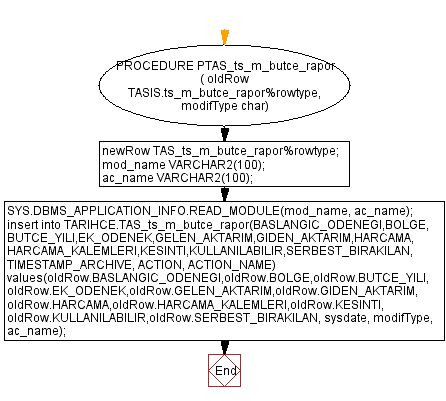 PROCEDURE PTAS_ts_m_butce_rapor
( oldRow
TASIS.ts_m_butce_rapor%rowtype,
modifType char)
newRow TAS_ts_m_butce_rapor%rowtype;
mod_name VARCHAR2(100);
ac_name VARCHAR2(100);
SYS.DBMS_APPLICATION_INFO.READ_MODULE(mod_name, ac_name);
insert into TARIHCE.TAS_ts_m_butce_rapor(BASLANGIC_ODENEGI,BOLGE,
BUTCE_YILI,EK_ODENEK,GELEN_AKTARIM,GIDEN_AKTARIM,HARCAMA,
HARCAMA_KALEMLERI,KESINTI,KULLANILABILIR,SERBEST_BIRAKILAN,
TIMESTAMP_ARCHIVE, ACTION, ACTION_NAME)
values(oldRow.BASLANGIC_ODENEGI,oldRow.BOLGE,oldRow.BUTCE_YILI,
oldRow.EK_ODENEK,oldRow.GELEN_AKTARIM,oldRow.GIDEN_AKTARIM,
oldRow.HARCAMA,oldRow.HARCAMA_KALEMLERI,oldRow.KESINTI,
oldRow.KULLANILABILIR,oldRow.SERBEST_BIRAKILAN, sysdate, modifType,
ac_name);
End